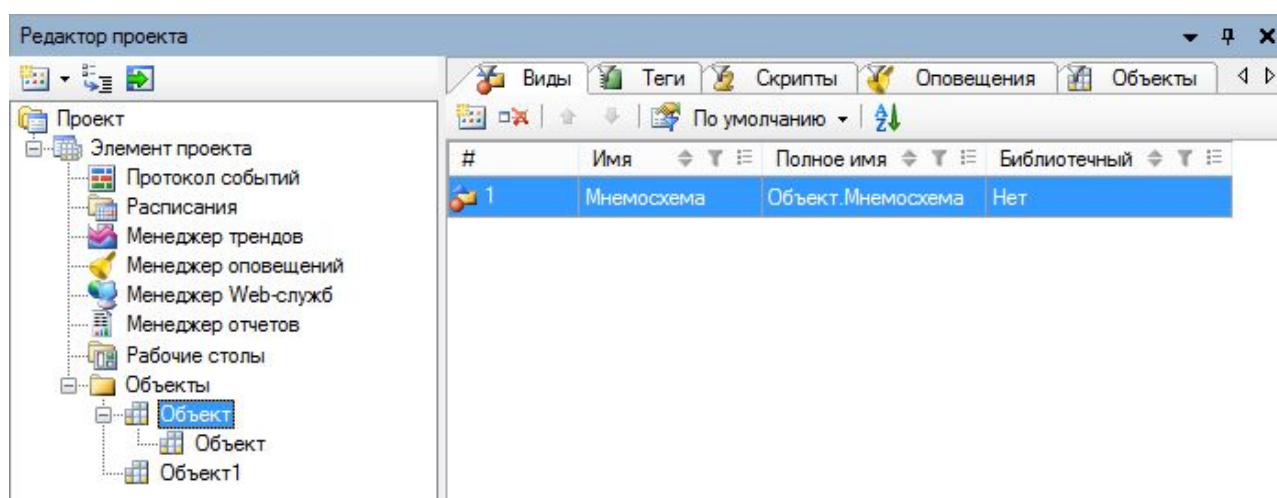 Редактор проекта
Виды Теги Скрипты Оповещения Объекты
По умолчанию
Проект
Элемент проекта
Протокол событий
Расписания
Менеджер трендов
Менеджер оповещений
Менеджер Web-служб
Менеджер отчетов
Рабочие столы
Объекты
Объект
Объект
Объект1
# Имя Полное имя Библиотечный
1 Мнемосхема Объект.Мнемосхема Нет